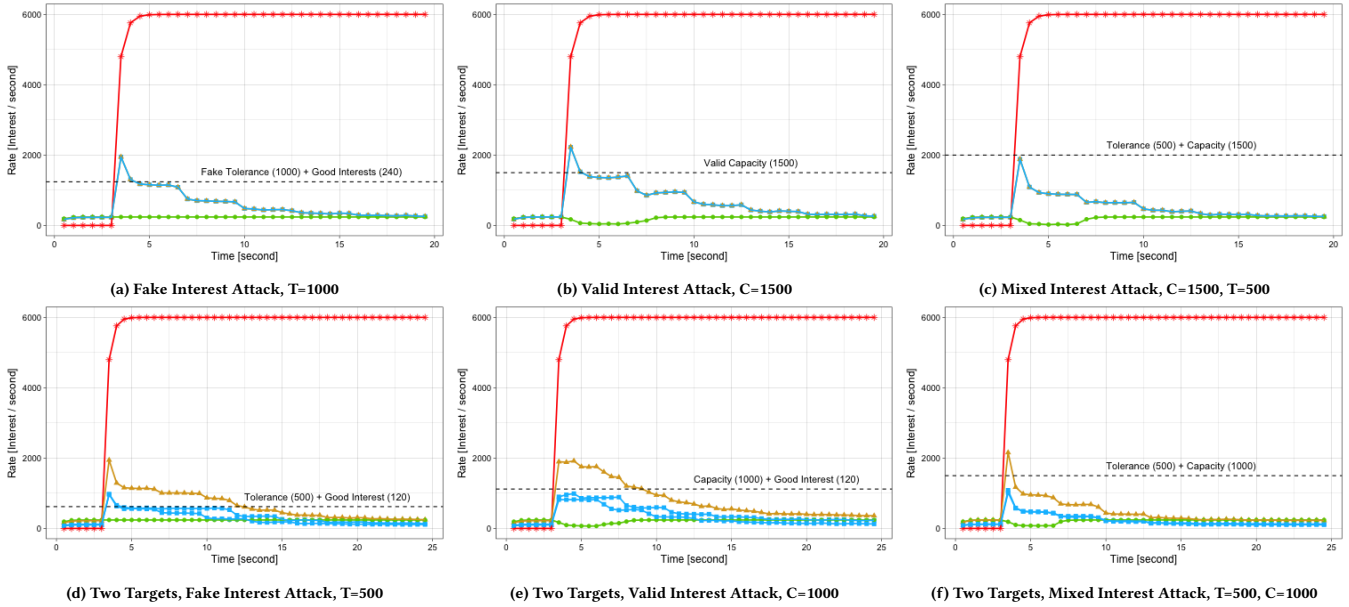 6000
4000
2000
0
Rate [Interest / second]
Fake Tolerance (1000) + Good Interests (240)
0 5 10 15 20
Time [second]
(a) Fake Interest Attack, T=1000
6000
4000
2000
0
Rate [Interest / second]
Valid Capacity (1500)
0 5 10 15 20
Time [second]
(b) Valid Interest Attack, C=1500
6000
4000
2000
0
Rate [Interest / second]
Tolerance (500) + Capacity (1500)
0 5 10 15 20
Time [second]
(c) Mixed Interest Attack, C=1500, T=500
6000
4000
2000
0
Rate [Interest / second]
Tolerance (500) + Good Interest (120)
0 5 10 15 20 25
Time [second]
(d) Two Targets, Fake Interest Attack, T=500
6000
4000
2000
0
Rate [Interest / second]
Capacity (1000) + Good Interest (120)
0 5 10 15 20 25
Time [second]
(e) Two Targets, Valid Interest Attack, C=1000
6000
4000
2000
0
Rate [Interest / second]
Tolerance (500) + Capacity (1000)
0 5 10 15 20 25
Time [second]
(f) Two Targets, Mixed Interest Attack, T=500, C=1000